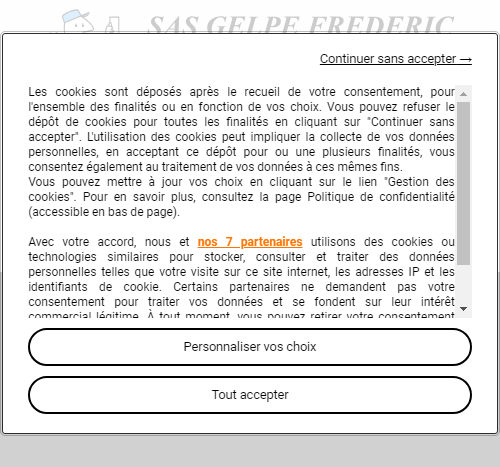 SAS GELPE FREDERIC
Continuer sans accepter →
Les cookies sont déposés après le recueil de votre consentement, pour
l'ensemble des finalités ou en fonction de vos choix. Vous pouvez refuser le
dépôt de cookies pour toutes les finalités en cliquant sur "Continuer sans
accepter". L'utilisation des cookies peut impliquer la collecte de vos données
personnelles, en acceptant ce dépôt pour une ou plusieurs finalités, vous
consentez également au traitement de vos données à ces mêmes fins.
Vous pouvez mettre à jour vos choix en cliquant sur le lien "Gestion des
cookies". Pour en savoir plus, consultez la page Politique de confidentialité
(accessible en bas de page).
Avec votre accord, nous et nos 7 partenaires utilisons des cookies ou
technologies similaires pour stocker, consulter et traiter des données
personnelles telles que votre visite sur ce site internet, les adresses IP et les
identifiants de cookie. Certains partenaires ne demandent pas votre
consentement pour traiter vos données et se fondent sur leur intérêt
commercial légitime. À tout moment, vous pouvez retirer votre consentement
Personnaliser vos choix
Tout accepter